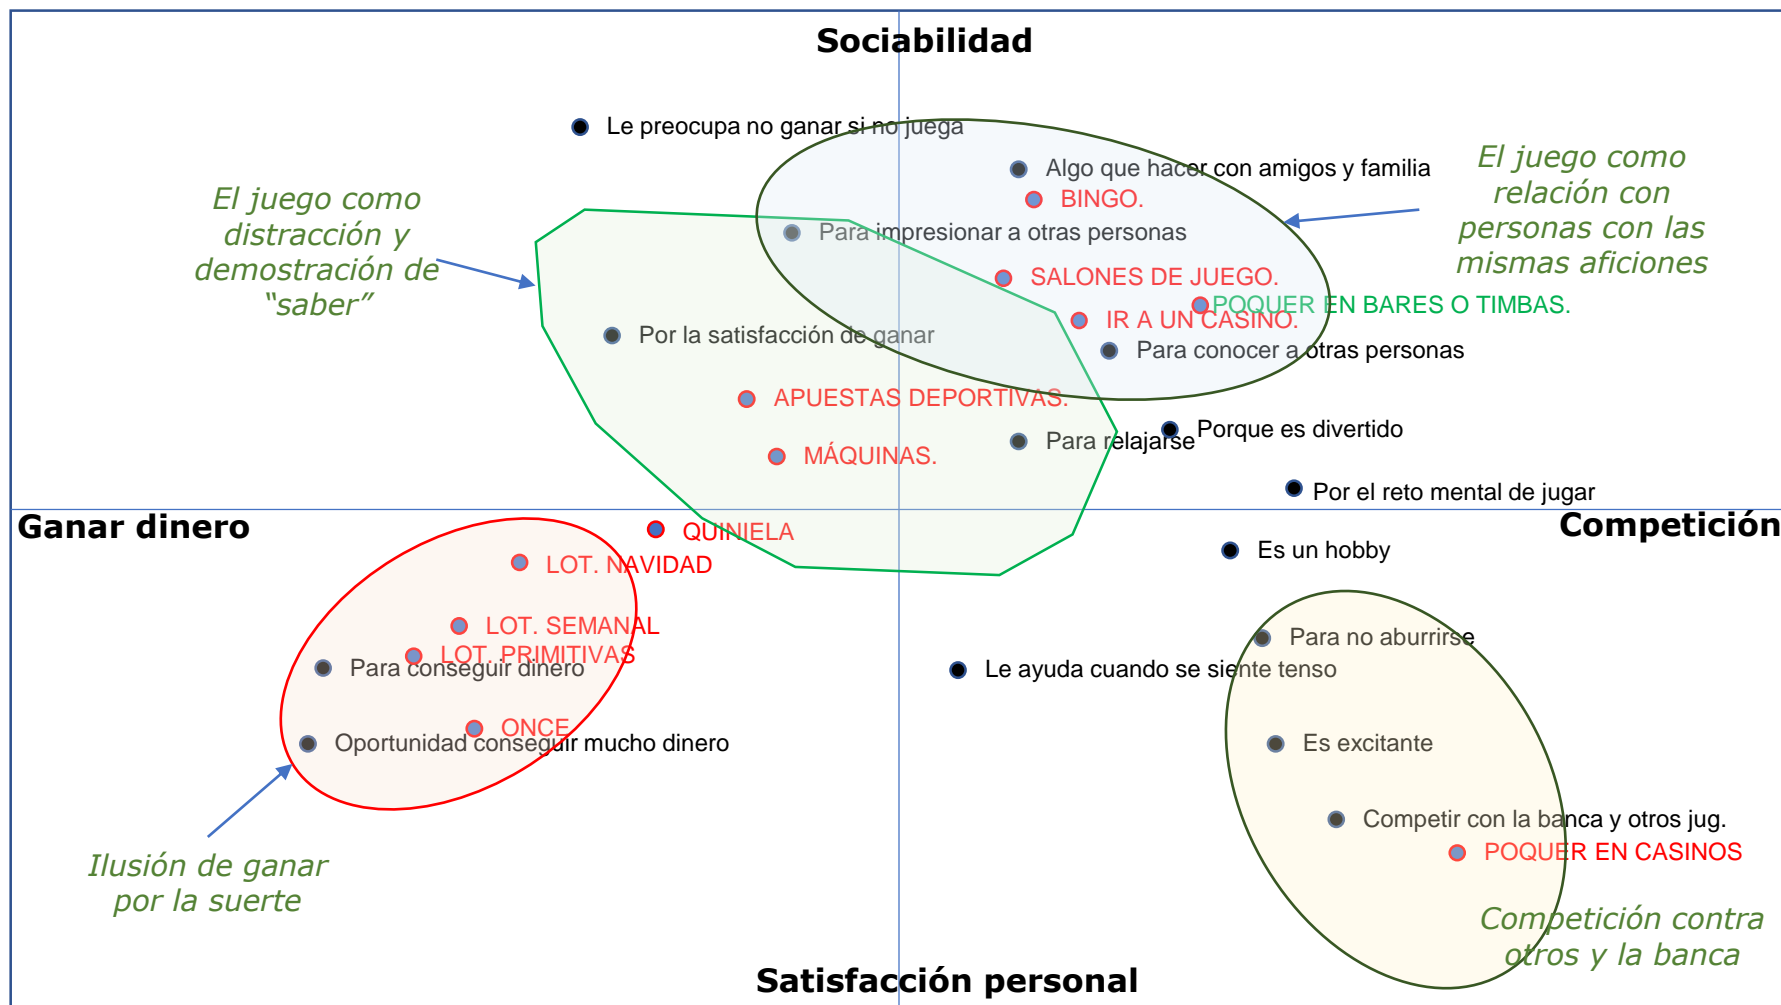 Sociabilidad
Le preocupa no ganar si no juega
Algo que hacer con amigos y familia
BINGO.
El juego como
relación con
personas con las
mismas aficiones
El juego como
distracción y
demostración de
“saber”
Para impresionar a otras personas
SALONES DE JUEGO.
POQUER EN BARES O TIMBAS.
IR A UN CASINO.
Por la satisfacción de ganar
Para conocer a otras personas
APUESTAS DEPORTIVAS.
Porque es divertido
Para relajarse
MÁQUINAS.
Por el reto mental de jugar
Ganar dinero
Competición
QUINIELA
LOT. NAVIDAD
Es un hobby
LOT. SEMANAL
Para no aburrirse
LOT. PRIMITIVAS
Para conseguir dinero
Le ayuda cuando se siente tenso
ONCE
Oportunidad conseguir mucho dinero
Es excitante
Competir con la banca y otros jug.
POQUER EN CASINOS
Ilusión de ganar
por la suerte
Competición contra
otros y la banca
Satisfacción personal